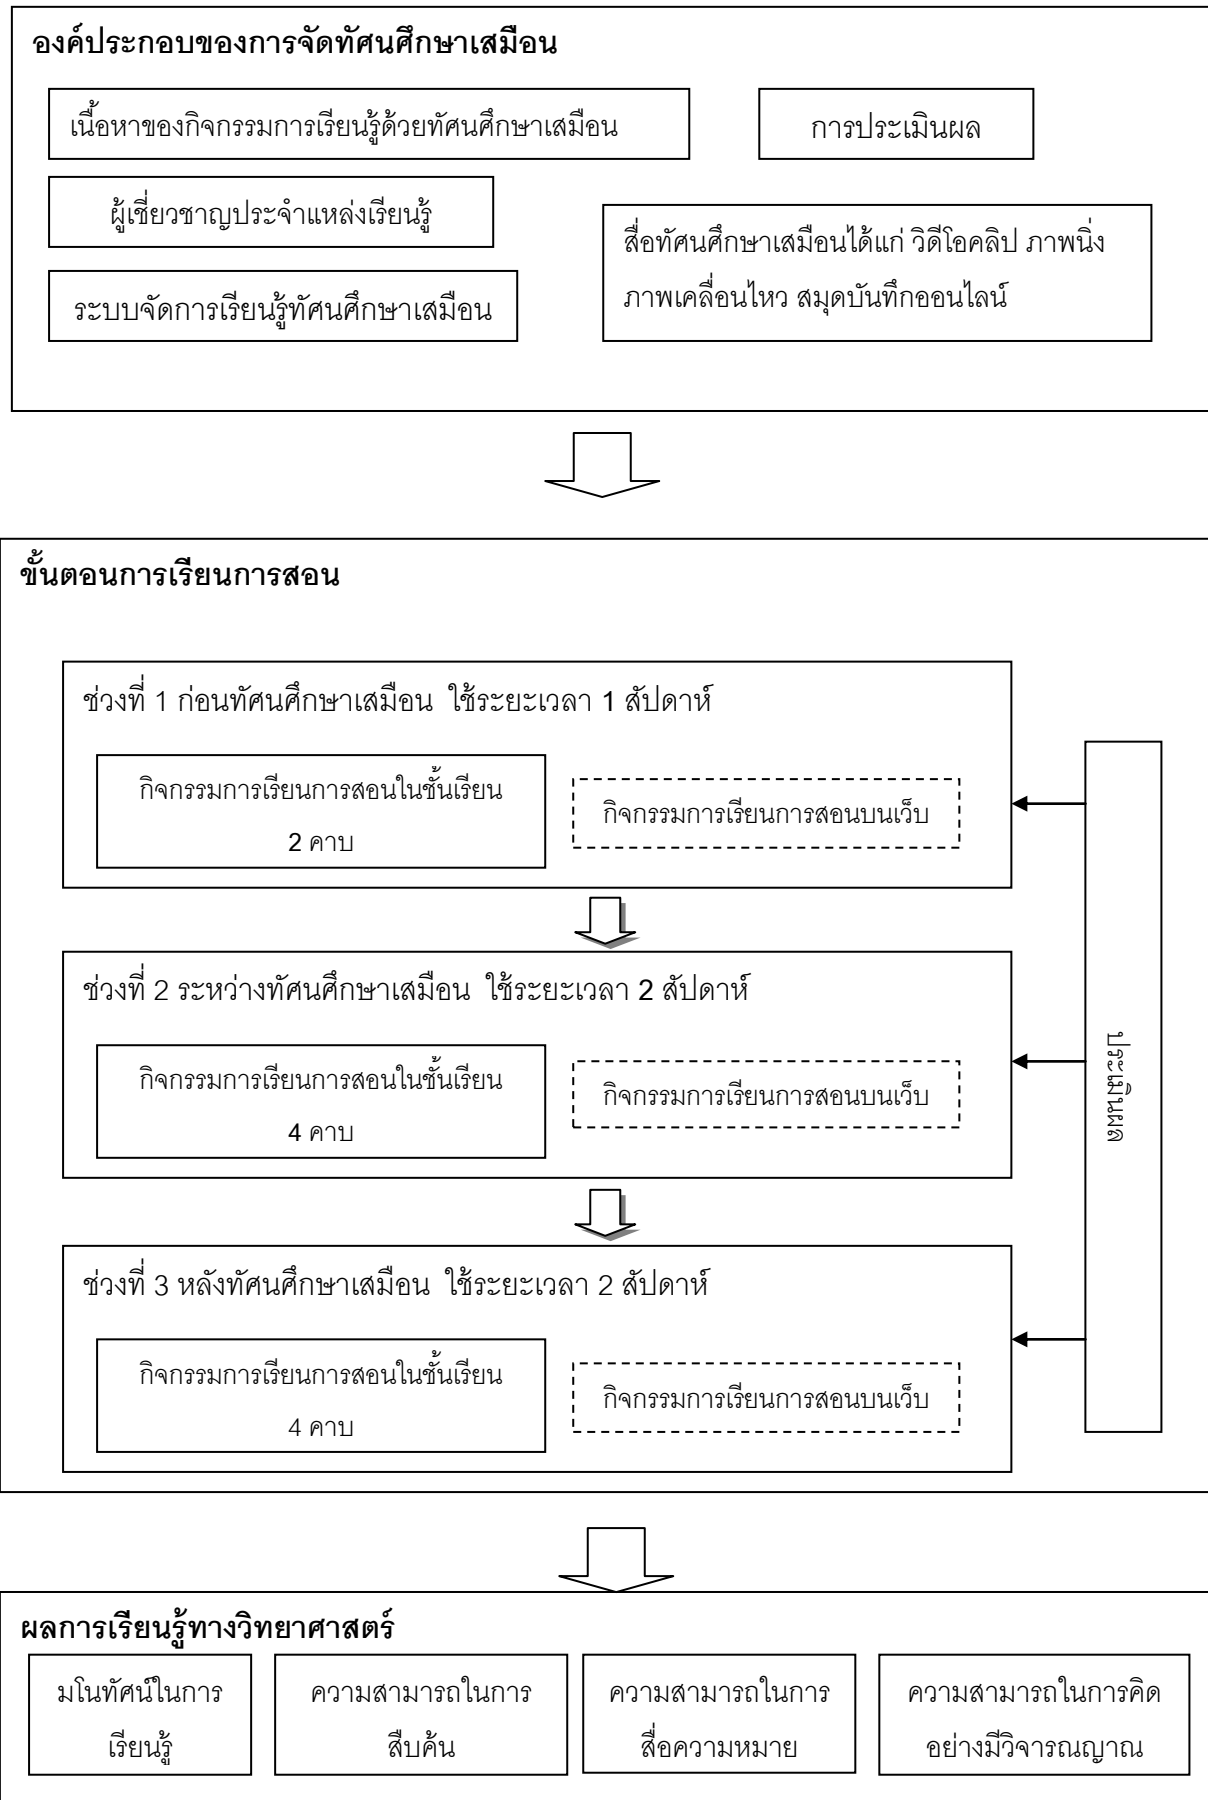 องค์ประกอบของการจัดทัศนศึกษาเสมือน
เนื้อหาของกิจกรรมการเรียนรู้ด้วยทัศนศึกษาเสมือน
การประเมินผล
ผู้เชี่ยวชาญประจำแหล่งเรียนรู้
สื่อทัศนศึกษาเสมือนได้แก่ วิดีโอคลิป ภาพนิ่ง
ภาพเคลื่อนไหว สมุดบันทึกออนไลน์
ระบบจัดการเรียนรู้ทัศนศึกษาเสมือน
ขั้นตอนการเรียนการสอน
ช่วงที่ 1 ก่อนทัศนศึกษาเสมือน ใช้ระยะเวลา 1 สัปดาห์
กิจกรรมการเรียนการสอนในชั้นเรียน
2 คาบ
กิจกรรมการเรียนการสอนบนเว็บ
ช่วงที่ 2 ระหว่างทัศนศึกษาเสมือน ใช้ระยะเวลา 2 สัปดาห์
กิจกรรมการเรียนการสอนในชั้นเรียน
4 คาบ
กิจกรรมการเรียนการสอนบนเว็บ
ช่วงที่ 3 หลังทัศนศึกษาเสมือน ใช้ระยะเวลา 2 สัปดาห์
กิจกรรมการเรียนการสอนในชั้นเรียน
4 คาบ
กิจกรรมการเรียนการสอนบนเว็บ
ประเมินผล
ผลการเรียนรู้ทางวิทยาศาสตร์
มโนทัศน์ในการ
เรียนรู้
ความสามารถในการ
สืบค้น
ความสามารถในการ
สื่อความหมาย
ความสามารถในการคิด
อย่างมีวิจารณญาณ